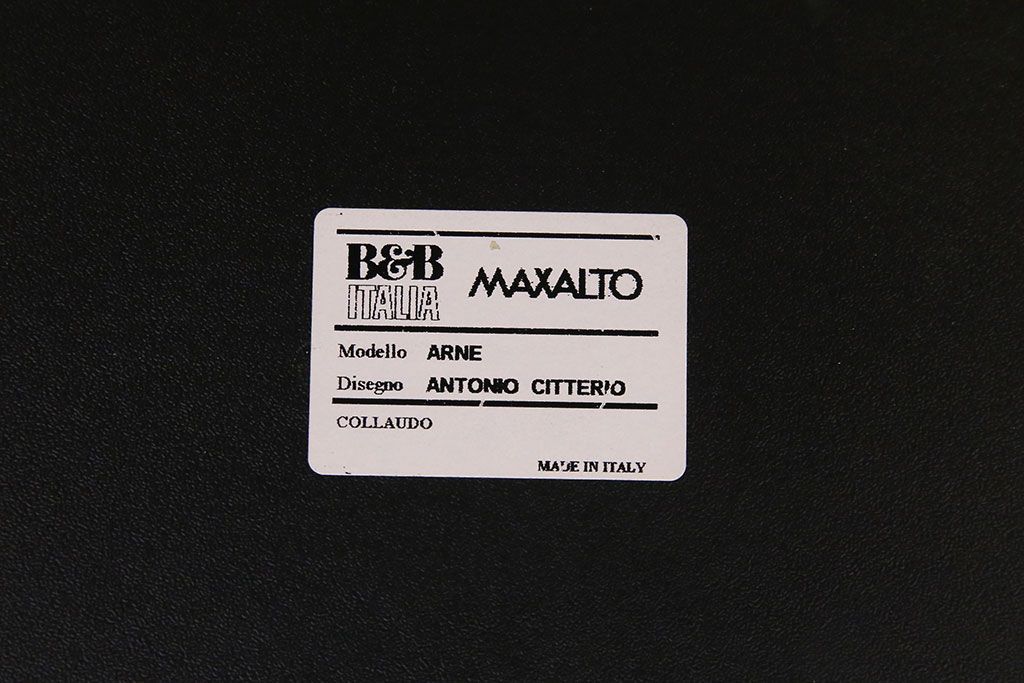 B&B
ITALIA
MAXALTO
Modello ARNE
Disegno ANTONIO CITTERIO
COLLAUDO
MADE IN ITALY